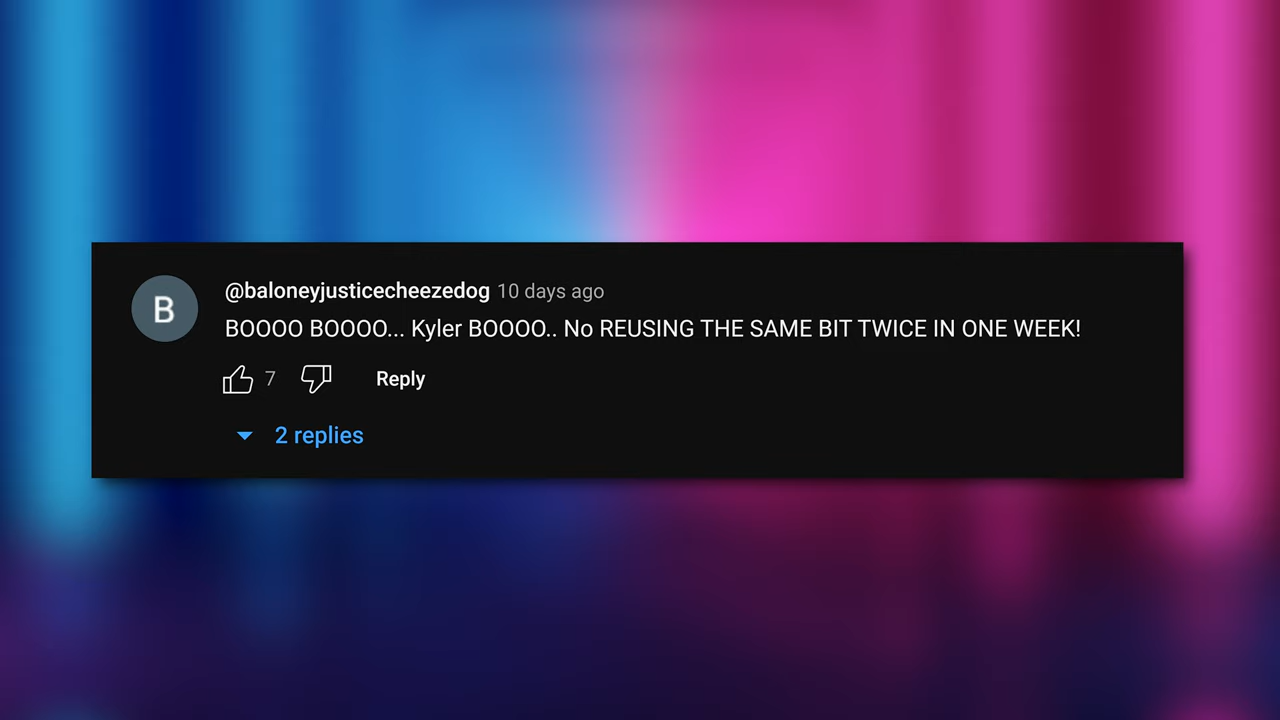 B
@baloneyjusticecheezedog 10 days ago
BOOOO BOOOO... Kyler BOOOO.. No REUSING THE SAME BIT TWICE IN ONE WEEK!
7 Reply
2 replies